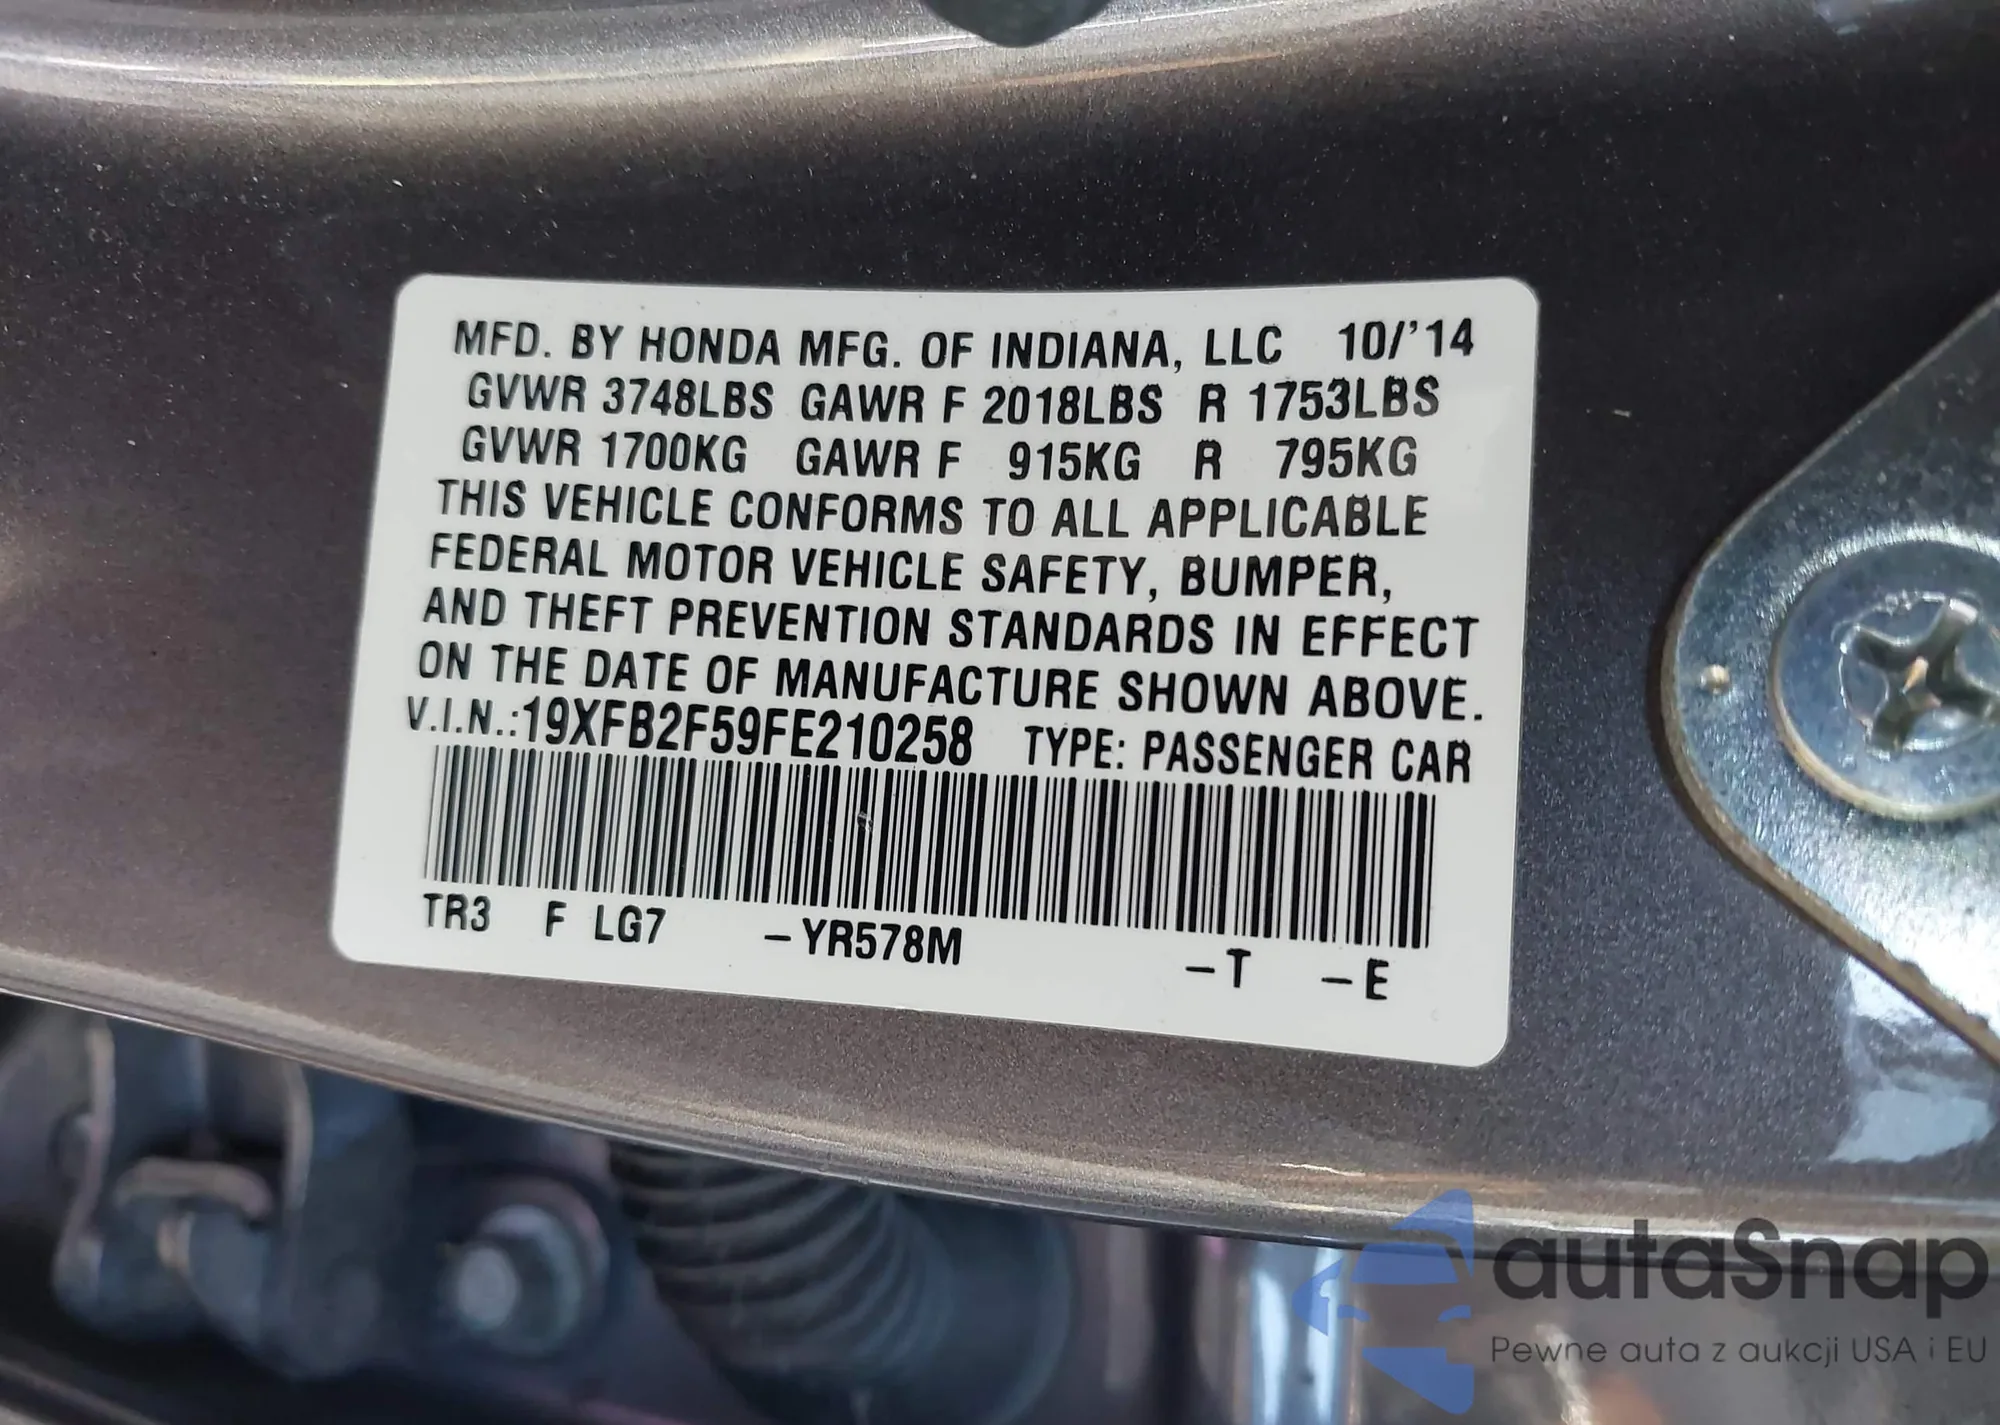 MFD. BY HONDA MFG. OF INDIANA, LLC 10/'14
GVWR 3748LBS GAWR F 2018LBS R 1753LBS
GVWR 1700KG GAWR F 915KG R 795KG
THIS VEHICLE CONFORMS TO ALL APPLICABLE
FEDERAL MOTOR VEHICLE SAFETY, BUMPER,
AND THEFT PREVENTION STANDARDS IN EFFECT
ON THE DATE OF MANUFACTURE SHOWN ABOVE.
V.I.N.:19XFB2F59FE210258 TYPE: PASSENGER CAR
TR3 F LG7 –YR578M –T –E
autaSnap
Pewne auta z aukcji USA i EU